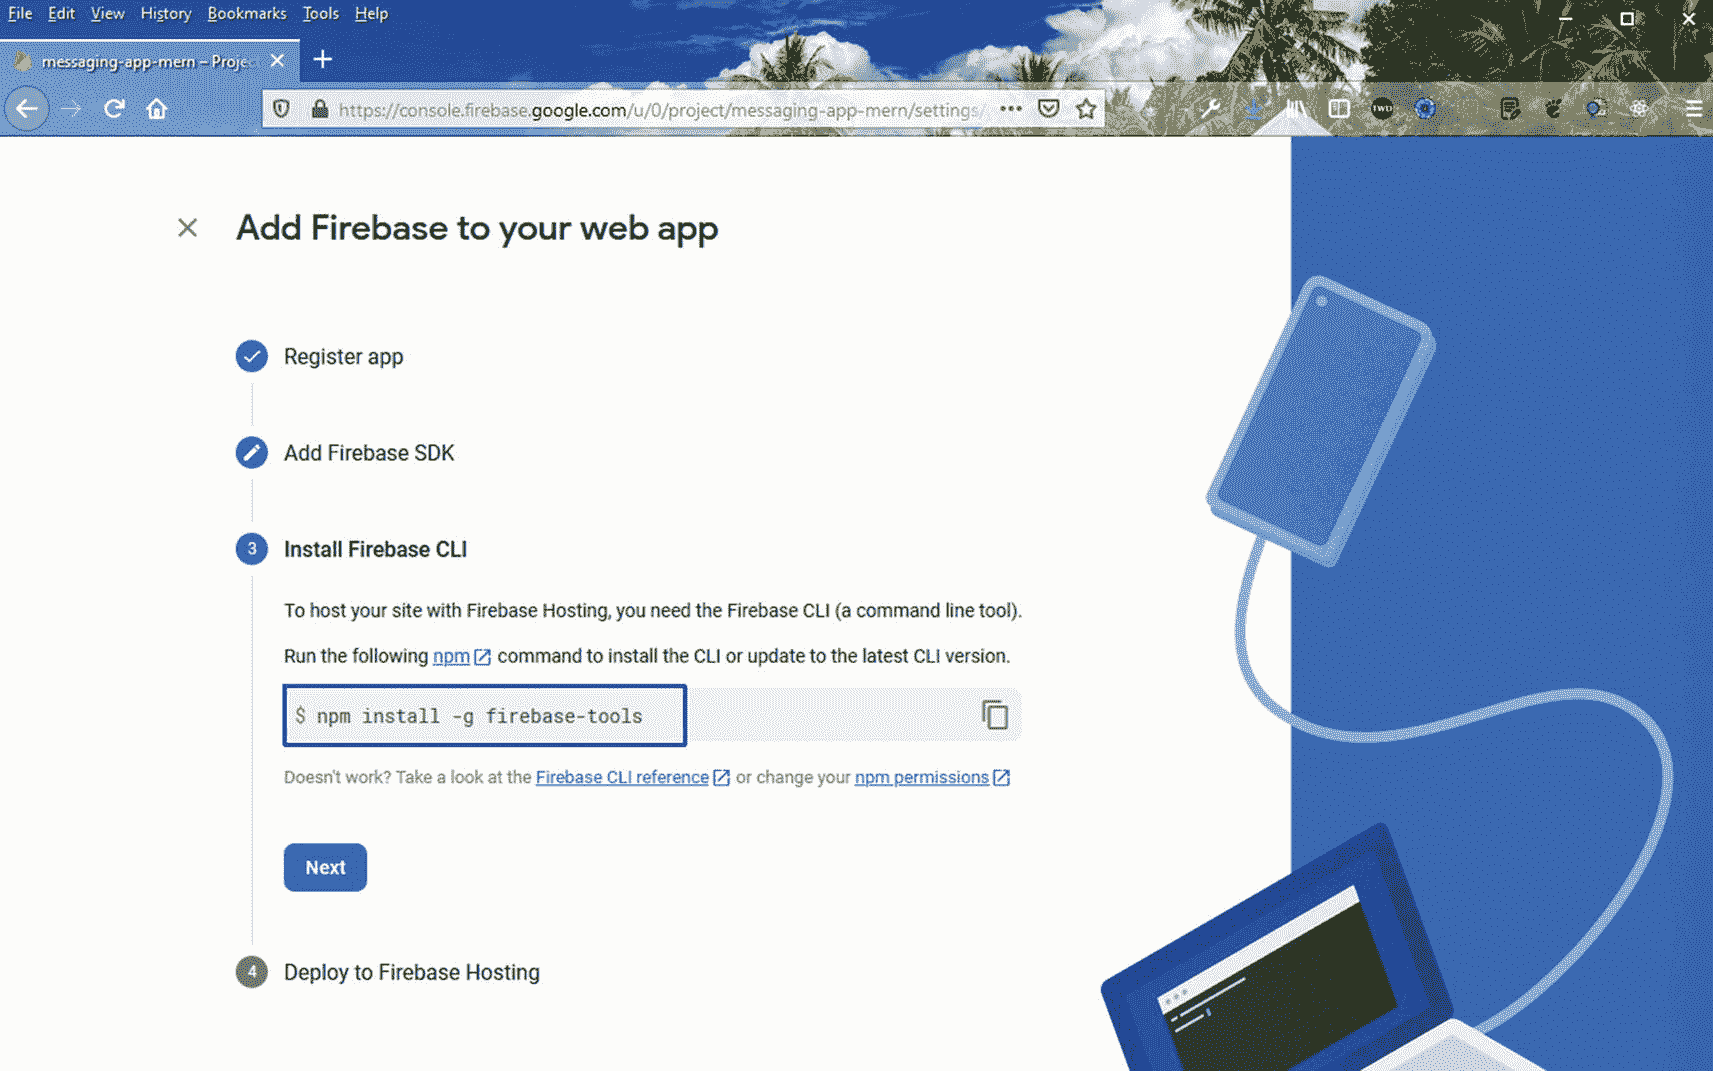 File Edit View History Bookmarks Tools Help
messaging-app-mern – Proje
https://console.firebase.google.com/u/0/project/messaging-app-mern/settings/
Add Firebase to your web app
Register app
Add Firebase SDK
3 Install Firebase CLI
To host your site with Firebase Hosting, you need the Firebase CLI (a command line tool).
Run the following npm command to install the CLI or update to the latest CLI version.
$ npm install -g firebase-tools
Doesn't work? Take a look at the Firebase CLI reference or change your npm permissions
Next
4 Deploy to Firebase Hosting